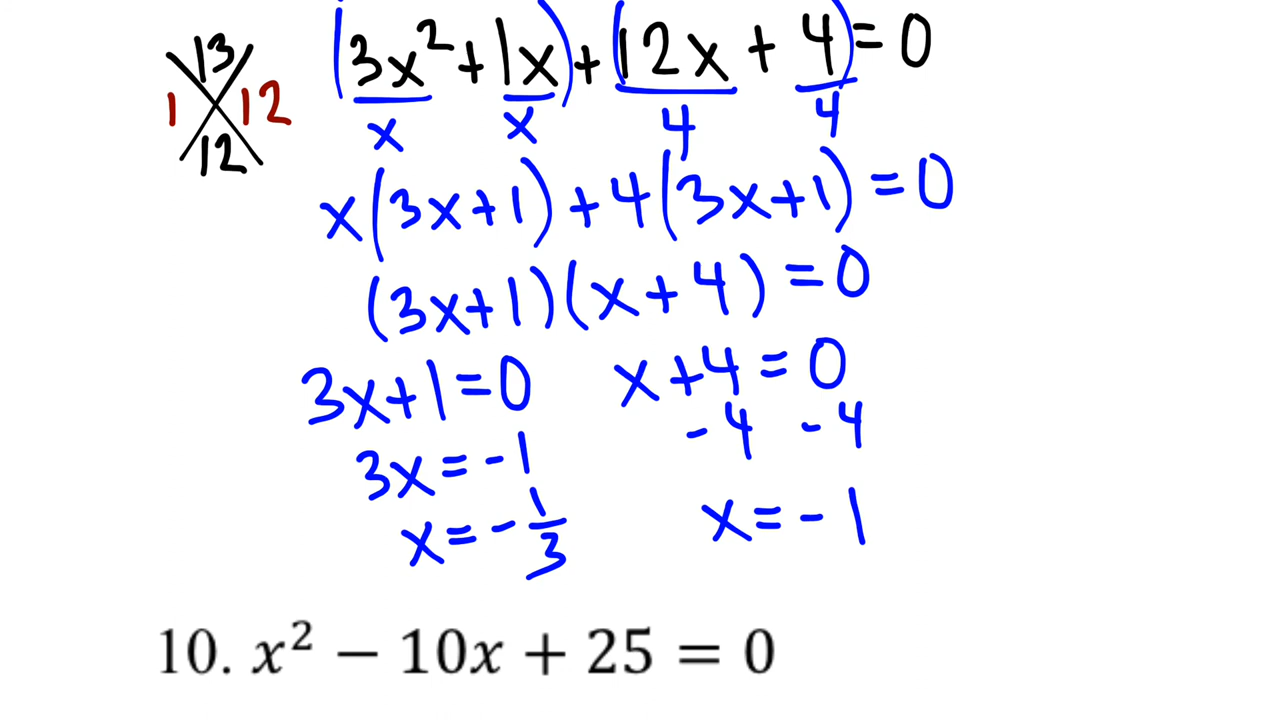 (3x² + 1x) + (12x + 4) = 0
13
1 12
12
x x 4 4
x(3x+1) + 4(3x+1) = 0
(3x+1)(x+4) = 0
3x+1=0 x+4=0
-4 -4
3x=-1
x=-1/3 x=-1
10. x² − 10x + 25 = 0